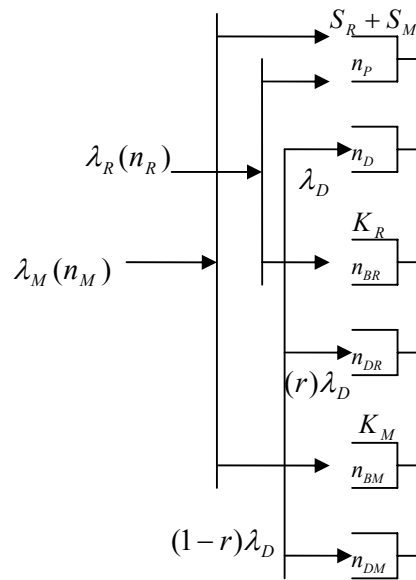 S_R + S_M
n_P
λ_R(n_R)
n_D
λ_D
K_R
λ_M(n_M)
n_BR
n_DR
(r)λ_D
K_M
n_BM
(1-r)λ_D
n_DM